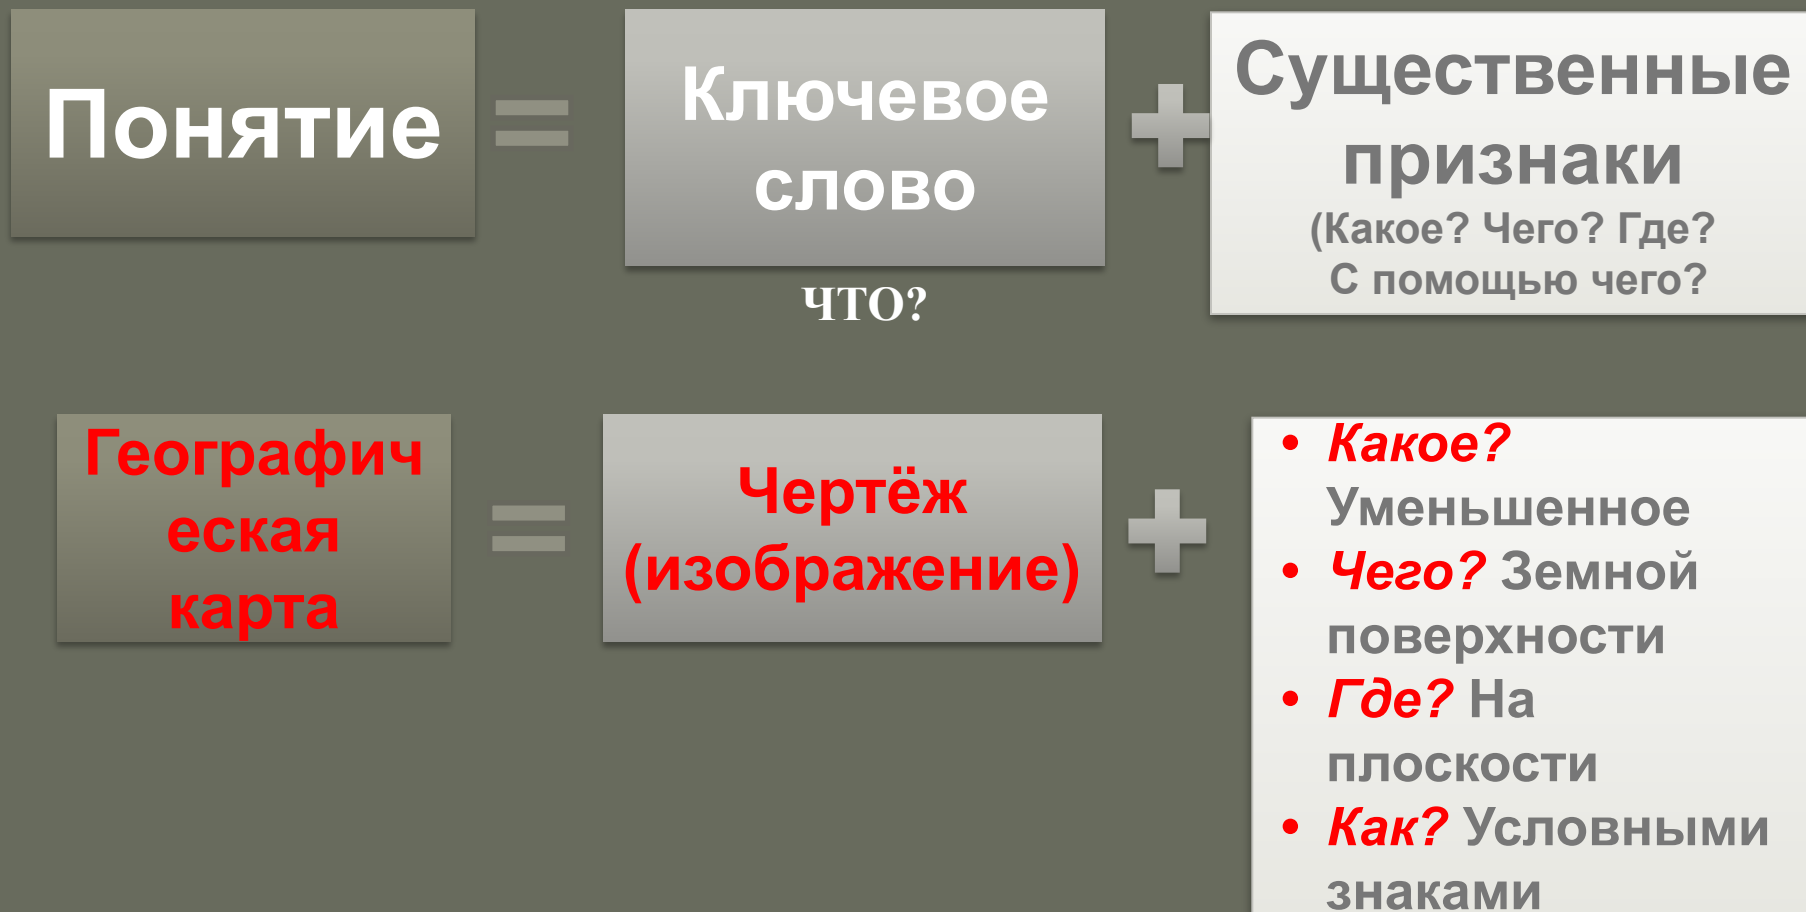 Понятие
Ключевое
слово
ЧТО?
Существенные
признаки
(Какое? Чего? Где?
С помощью чего?
Географич
еская
карта
Чертёж
(изображение)
• Какое?
Уменьшенное
• Чего? Земной
поверхности
• Где? На
плоскости
• Как? Условными
знаками